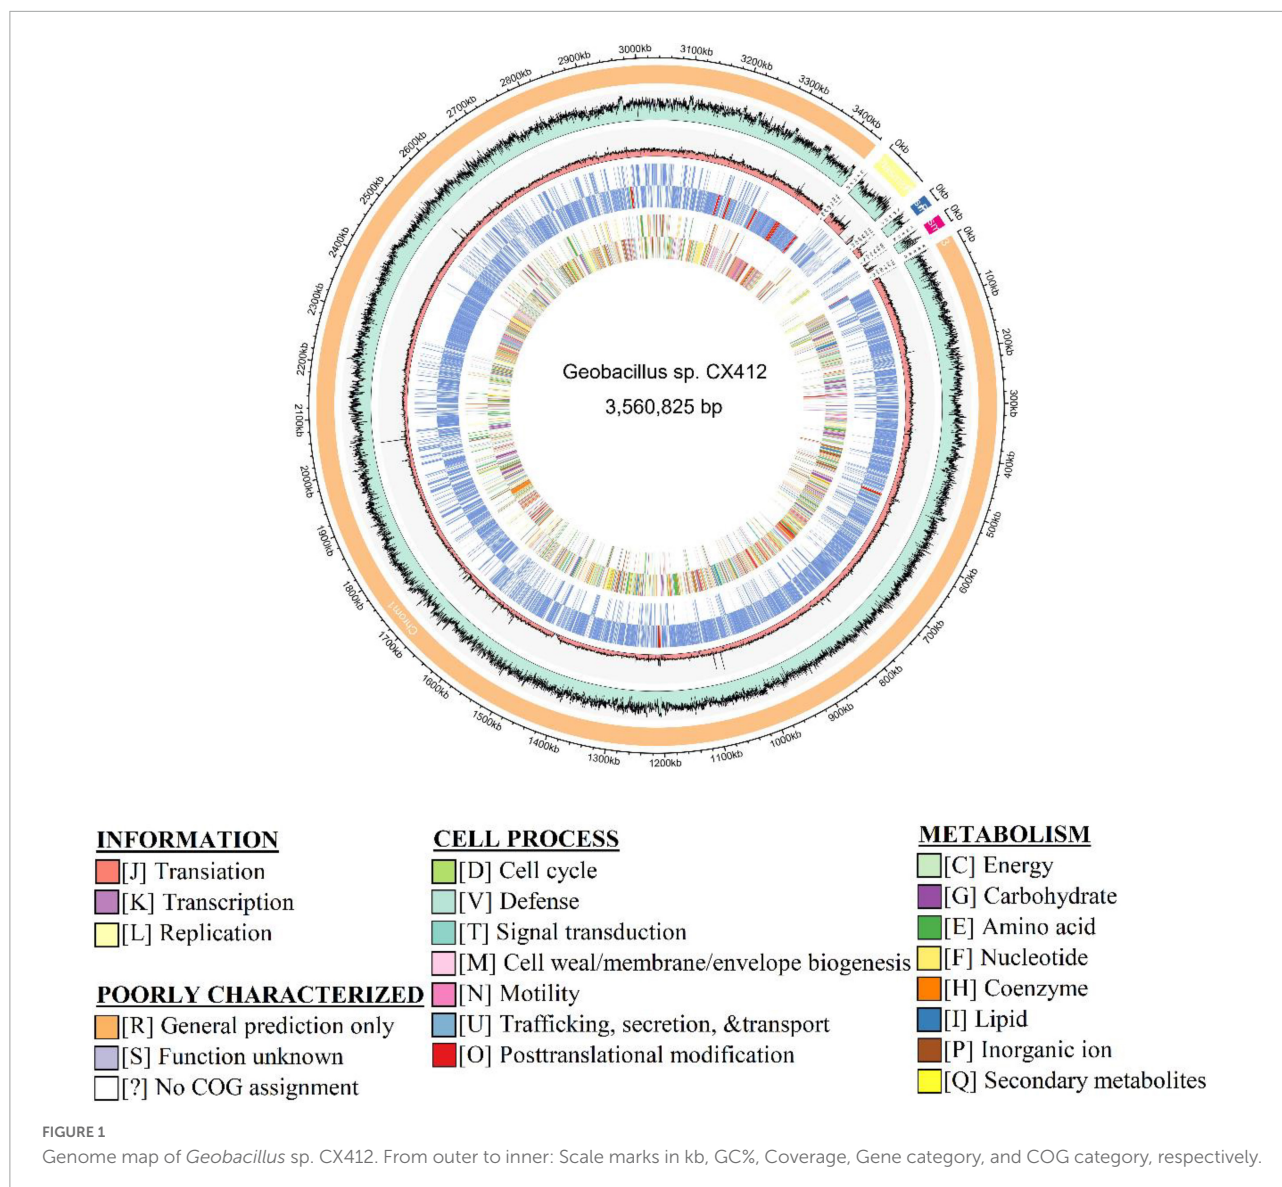 3000kb
3100kb
3200kb
3300kb
3400kb
0kb
0kb
0kb
0kb
100kb
200kb
300kb
400kb
500kb
600kb
700kb
800kb
900kb
1000kb
1100kb
1200kb
1300kb
1400kb
1500kb
1600kb
1700kb
1800kb
1900kb
2000kb
2100kb
2200kb
2300kb
2400kb
2500kb
2600kb
2700kb
2800kb
2900kb
Chrom1
Geobacillus sp. CX412
3,560,825 bp
INFORMATION
[J] Transiation
[K] Transcription
[L] Replication
POORLY CHARACTERIZED
[R] General prediction only
[S] Function unknown
[?] No COG assignment
CELL PROCESS
[D] Cell cycle
[V] Defense
[T] Signal transduction
[M] Cell weal/membrane/envelope biogenesis
[N] Motility
[U] Trafficking, secretion, &transport
[O] Posttranslational modification
METABOLISM
[C] Energy
[G] Carbohydrate
[E] Amino acid
[F] Nucleotide
[H] Coenzyme
[I] Lipid
[P] Inorganic ion
[Q] Secondary metabolites
FIGURE 1
Genome map of Geobacillus sp. CX412. From outer to inner: Scale marks in kb, GC%, Coverage, Gene category, and COG category, respectively.